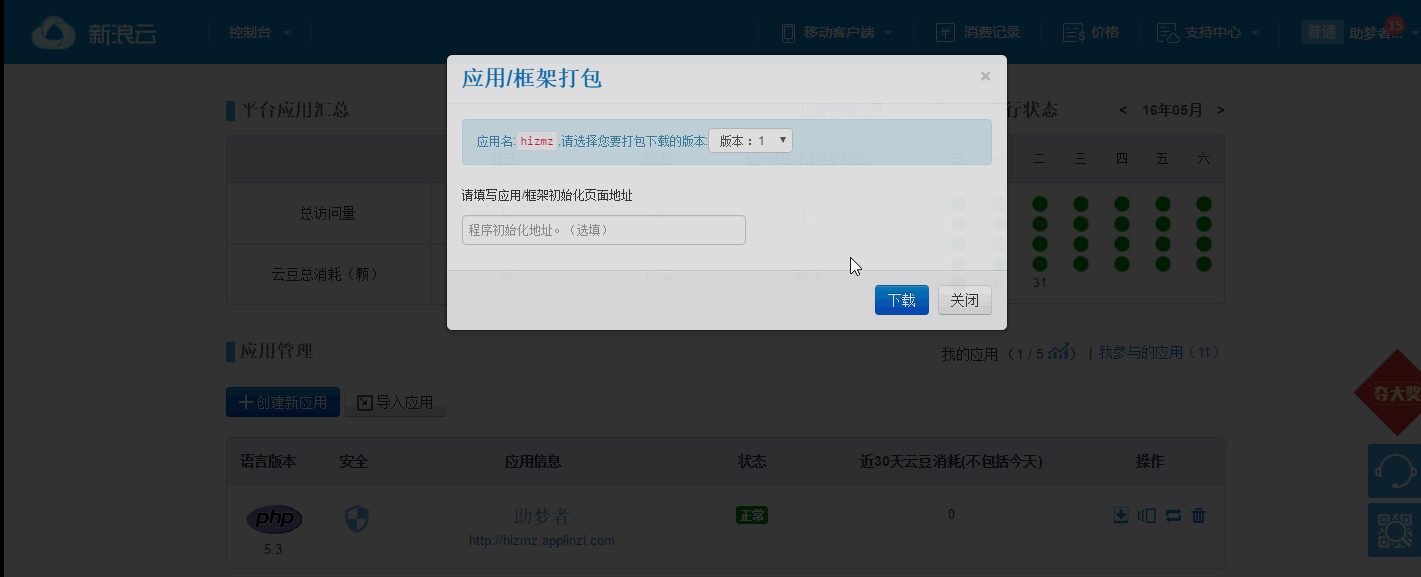 新浪云
控制台
移动客户端
消费记录
价格
支持中心
普通
助梦者...
15
应用/框架打包
×
应用名:hizmz,请选择您要打包下载的版本:
版本：1
请填写应用/框架初始化页面地址
程序初始化地址。（选填）
下载
关闭
平台应用汇总
行状态
< 16年05月 >
二 三 四 五 六
总访问量
云豆总消耗（颗）
31
应用管理
我的应用（1 / 5）| 我参与的应用（11）
创建新应用
导入应用
夺大奖
语言版本 安全 应用信息 状态 近30天云豆消耗(不包括今天) 操作
php
5.3
助梦者
http://hizmz.applinzi.com
正常
0